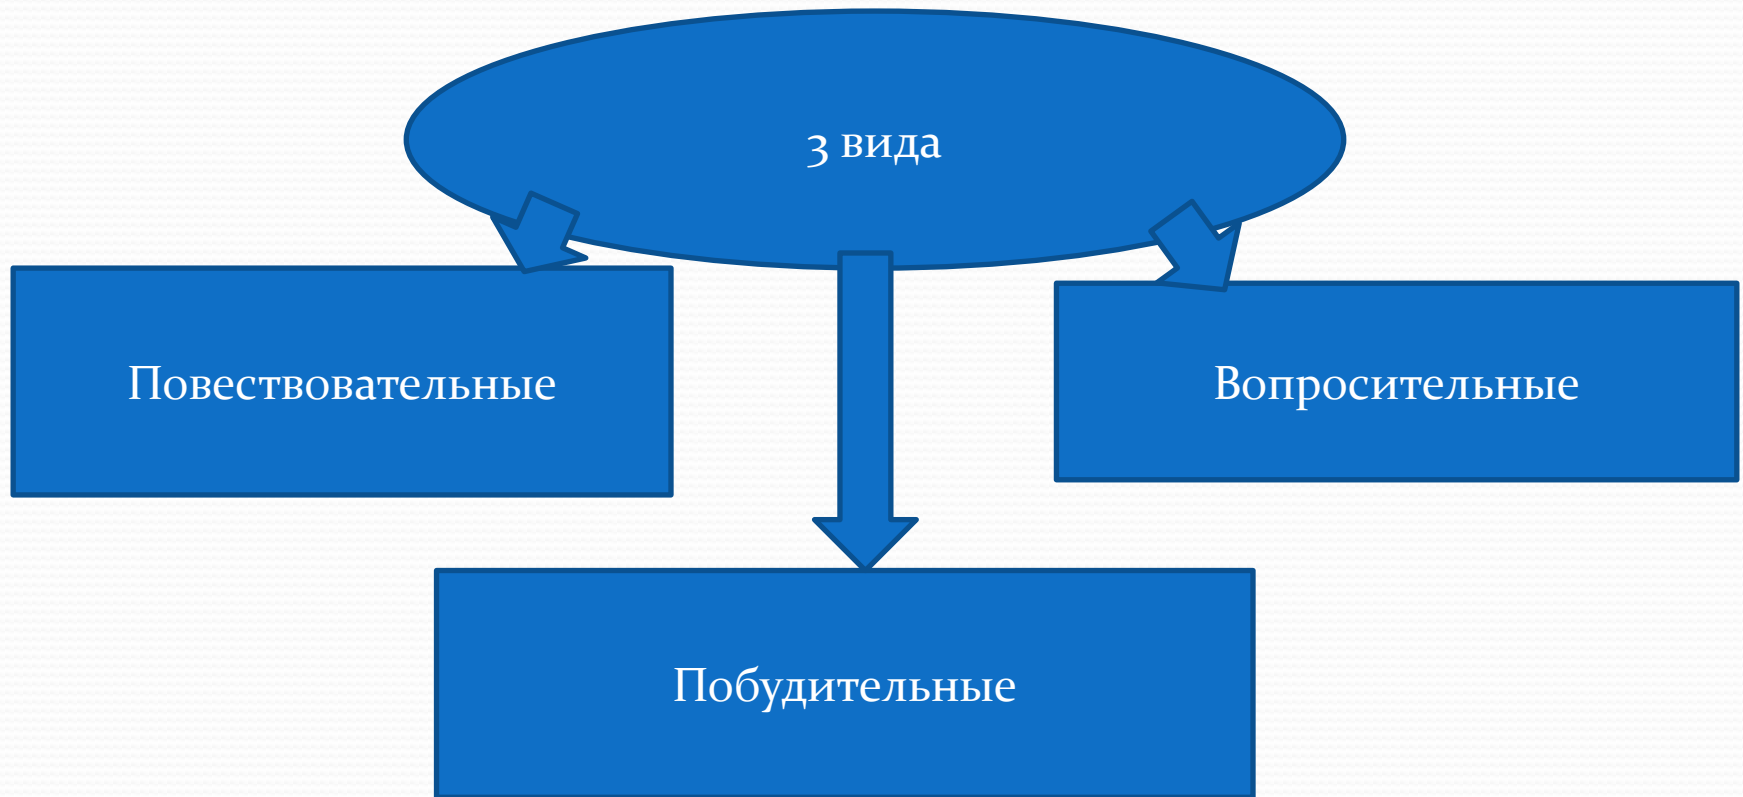 3 вида
Повествовательные
Вопросительные
Побудительные